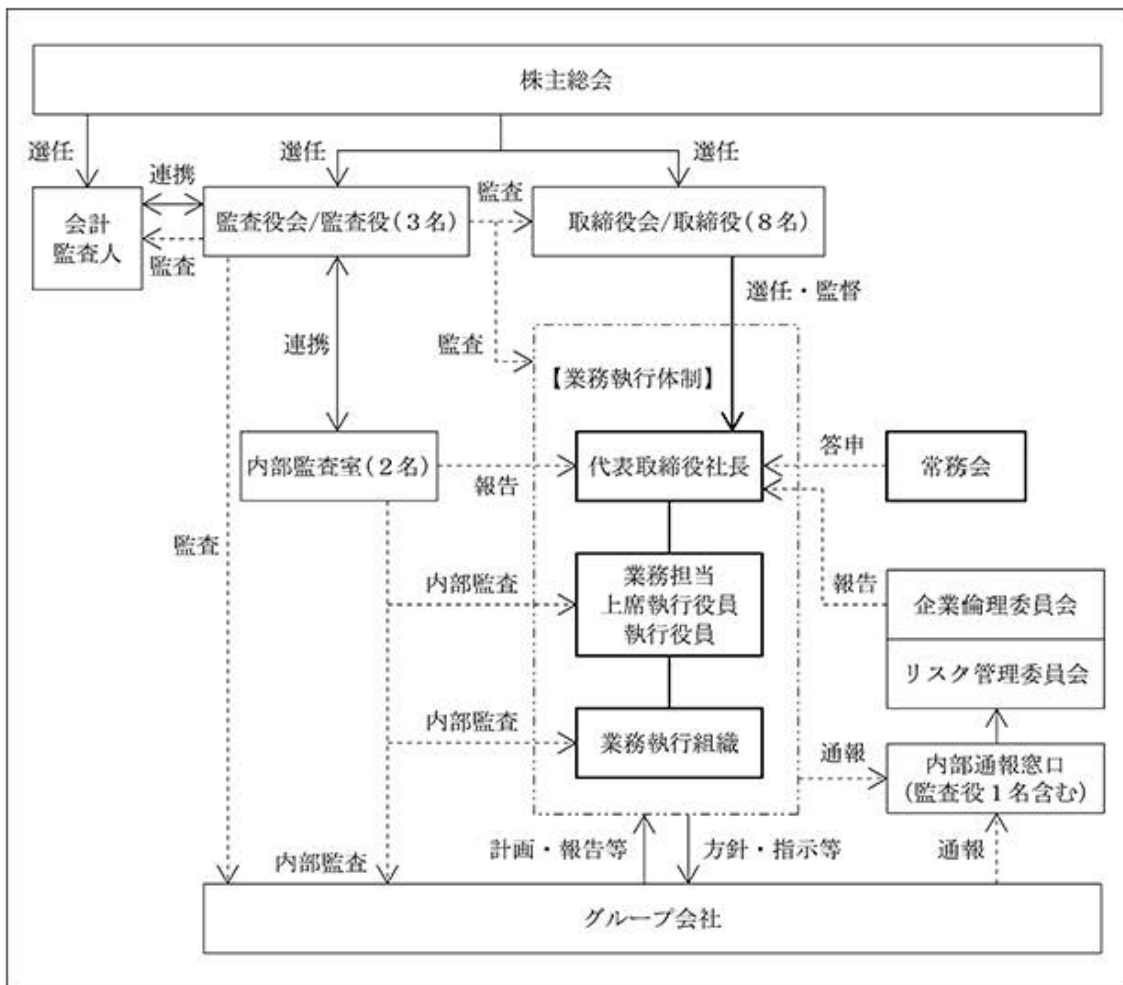 株主総会
選任
選任
選任
連携
監査
会計
監査人
監査役会/監査役(3名)
取締役会/取締役(8名)
監査
選任・監督
連携
監査
【業務執行体制】
内部監査室(2名)
報告
代表取締役社長
答申
常務会
監査
内部監査
業務担当
上席執行役員
執行役員
報告
企業倫理委員会
リスク管理委員会
内部監査
業務執行組織
通報
内部通報窓口
(監査役1名含む)
内部監査
計画・報告等
方針・指示等
通報
グループ会社